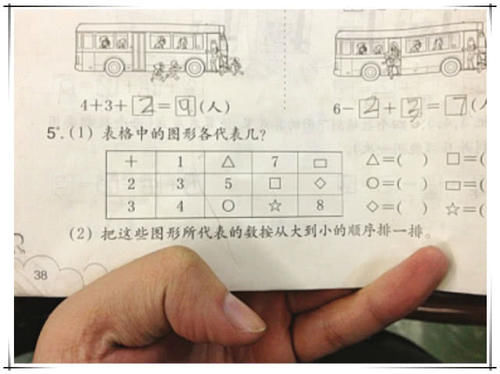 4+3+2=9(人) 6-2+3=7(人
5°.(1) 表格中的图形各代表几?
+ 1 △ 7 ▭ △=( ) □=(
2 3 5 □ ◇ ○=( ) ▭=(
3 4 ○ ☆ 8 ◇=( ) ☆=(
(2) 把这些图形所代表的数按从大到小的顺序排一排。
38